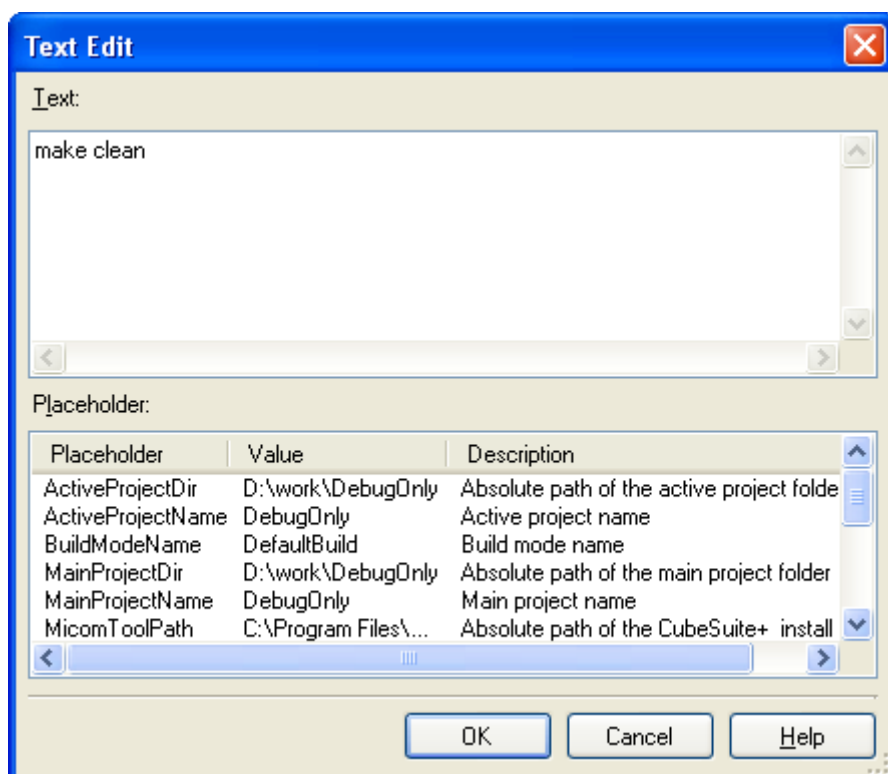 Text Edit
Text:
make clean
Placeholder:
Placeholder Value Description
ActiveProjectDir D:\work\DebugOnly Absolute path of the active project folde
ActiveProjectName DebugOnly Active project name
BuildModeName DefaultBuild Build mode name
MainProjectDir D:\work\DebugOnly Absolute path of the main project folder
MainProjectName DebugOnly Main project name
MicomToolPath C:\Program Files\... Absolute path of the CubeSuite+ install
OK Cancel Help